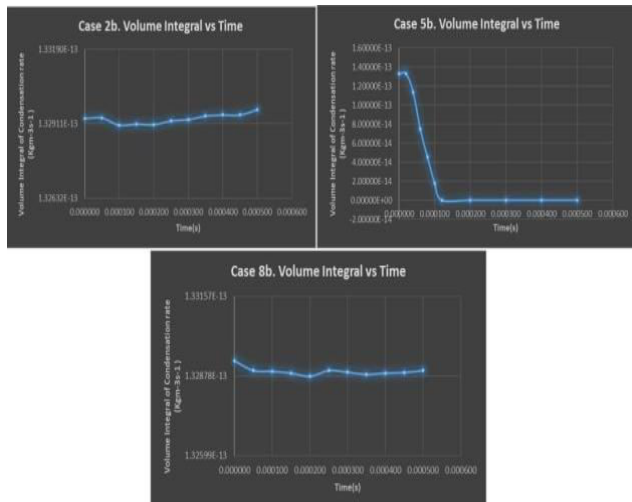 Case 2b. Volume Integral vs Time
Volume Integral of Condensation rate
(Kgm-3s-1)
1.33190E-13
1.32911E-13
1.32632E-13
0.000000
0.000100
0.000200
0.000300
0.000400
0.000500
0.000600
Time(s)
Case 5b. Volume Integral vs Time
Volume Integral of Condensation rate
(Kgm-3s-1)
1.60000E-13
1.40000E-13
1.20000E-13
1.00000E-13
8.00000E-14
6.00000E-14
4.00000E-14
2.00000E-14
0.00000E+00
-2.00000E-14
0.000000
0.000100
0.000200
0.000300
0.000400
0.000500
0.000600
Time(s)
Case 8b. Volume Integral vs Time
Volume Integral of Condensation rate
(Kgm-3s-1)
1.33157E-13
1.32878E-13
1.32599E-13
0.000000
0.000100
0.000200
0.000300
0.000400
0.000500
0.000600
Time(s)